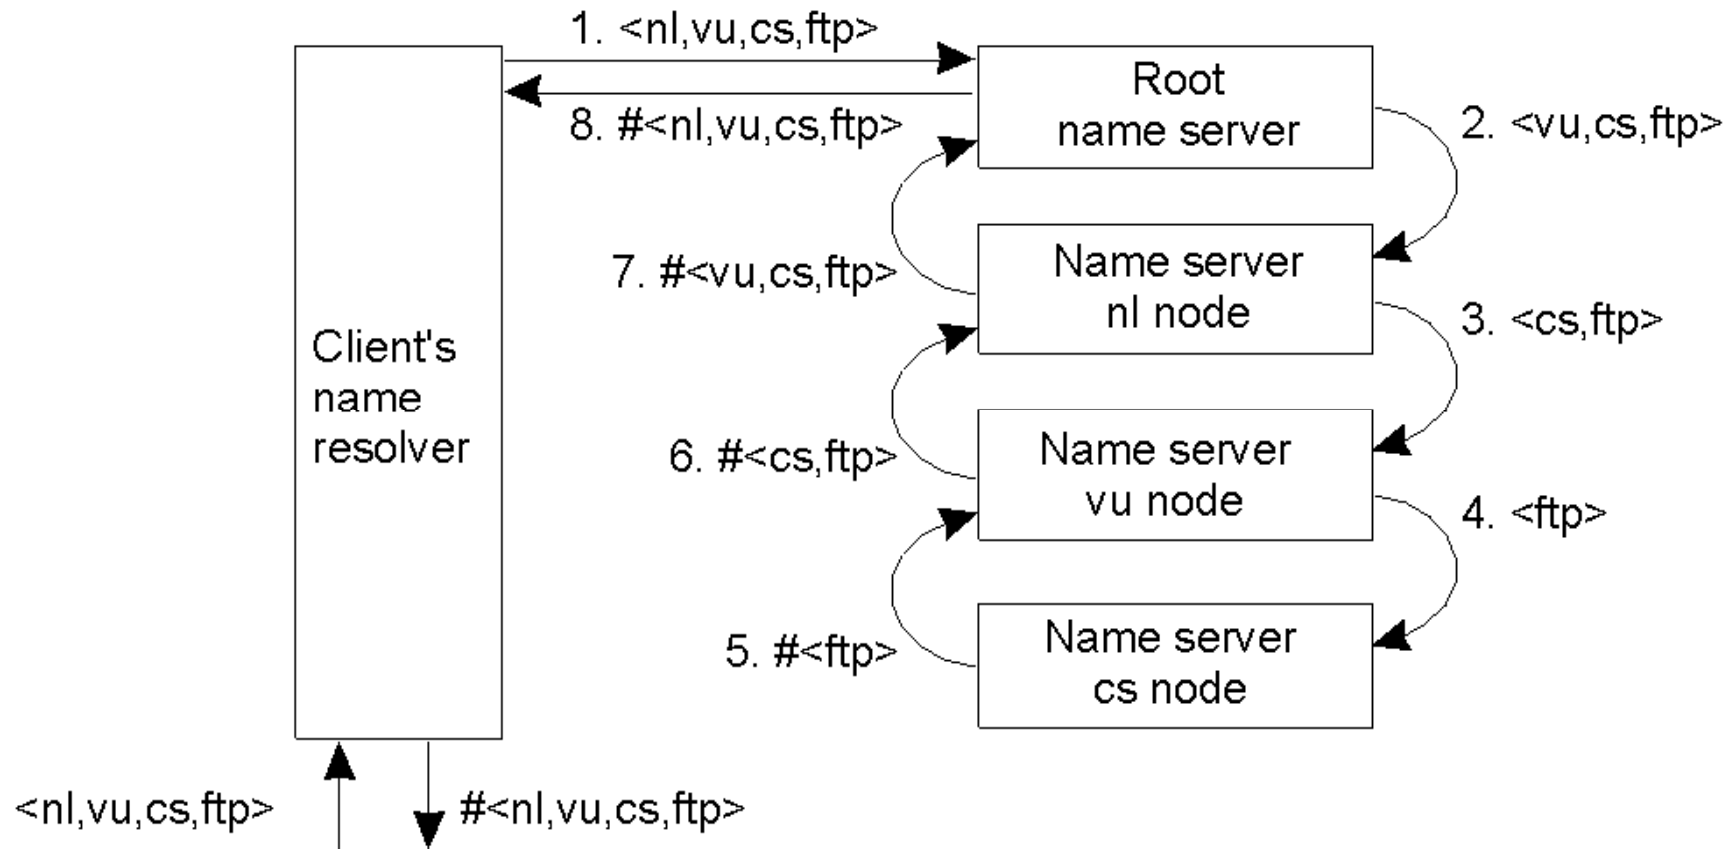 1. <nl,vu,cs,ftp>
Root
name server
8. #<nl,vu,cs,ftp>
2. <vu,cs,ftp>
Name server
nl node
7. #<vu,cs,ftp>
3. <cs,ftp>
Client's
name
resolver
Name server
vu node
6. #<cs,ftp>
4. <ftp>
Name server
cs node
5. #<ftp>
<nl,vu,cs,ftp>
#<nl,vu,cs,ftp>